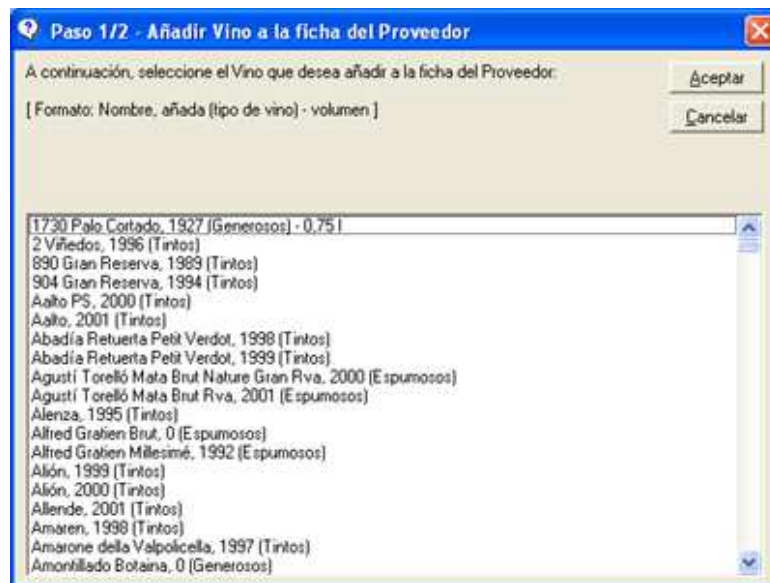 Paso 1/2 - Añadir Vino a la ficha del Proveedor
A continuación, seleccione el Vino que desea añadir a la ficha del Proveedor:
Aceptar
[ Formato: Nombre, añada (tipo de vino) - volumen ]
Cancelar
1730 Palo Cortado, 1927 (Generosos) - 0,75 l
2 Viñedos, 1996 (Tintos)
890 Gran Reserva, 1989 (Tintos)
904 Gran Reserva, 1994 (Tintos)
Aalto PS, 2000 (Tintos)
Aalto, 2001 (Tintos)
Abadía Retuerta Petit Verdot, 1998 (Tintos)
Abadía Retuerta Petit Verdot, 1999 (Tintos)
Agustí Torelló Mata Brut Nature Gran Rva, 2000 (Espumosos)
Agustí Torelló Mata Brut Rva, 2001 (Espumosos)
Alenza, 1995 (Tintos)
Alfred Gratien Brut, 0 (Espumosos)
Alfred Gratien Millesimé, 1992 (Espumosos)
Alión, 1999 (Tintos)
Alión, 2000 (Tintos)
Allende, 2001 (Tintos)
Amaren, 1998 (Tintos)
Amarone della Valpolicella, 1997 (Tintos)
Amontillado Botaina, 0 (Generosos)